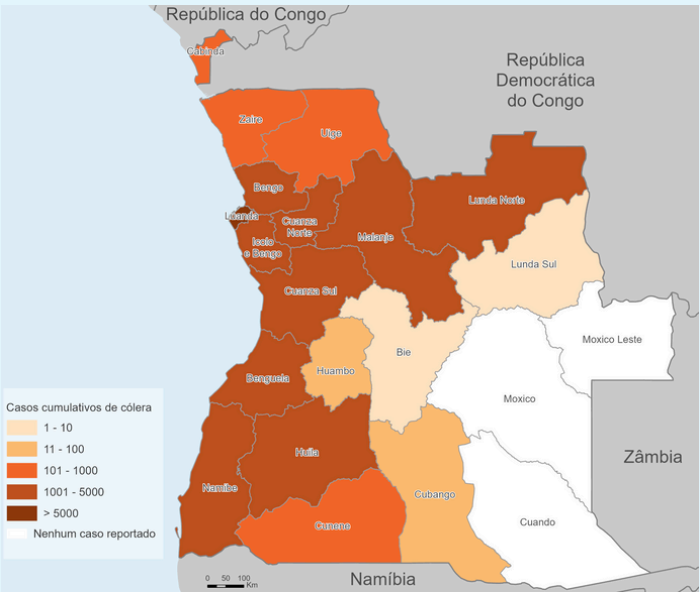 República do Congo
Cabinda
República
Democrática
do Congo
Zaire
Uige
Bengo
Lunda Norte
Luanda
Cuanza
Norte
Malanje
Icolo
e Bengo
Lunda Sul
Cuanza Sul
Moxico Leste
Bie
Huambo
Benguela
Moxico
Casos cumulativos de cólera
1 - 10
11 - 100
101 - 1000
1001 - 5000
> 5000
Nenhum caso reportado
Huila
Zâmbia
Namibe
Cubango
Cunene
Cuando
Namíbia
0 50 100
Km